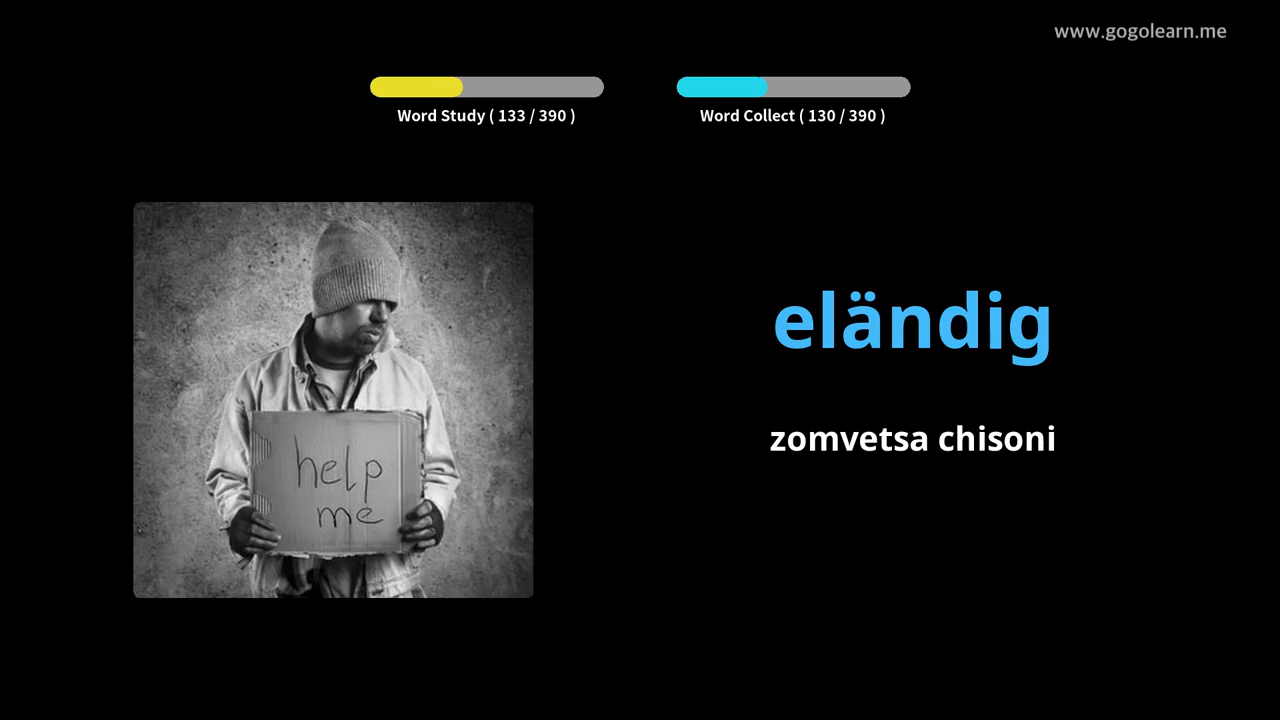 www.gogolearn.me
Word Study ( 133 / 390 )
Word Collect ( 130 / 390 )
help
me
eländig
zomvetsa chisoni